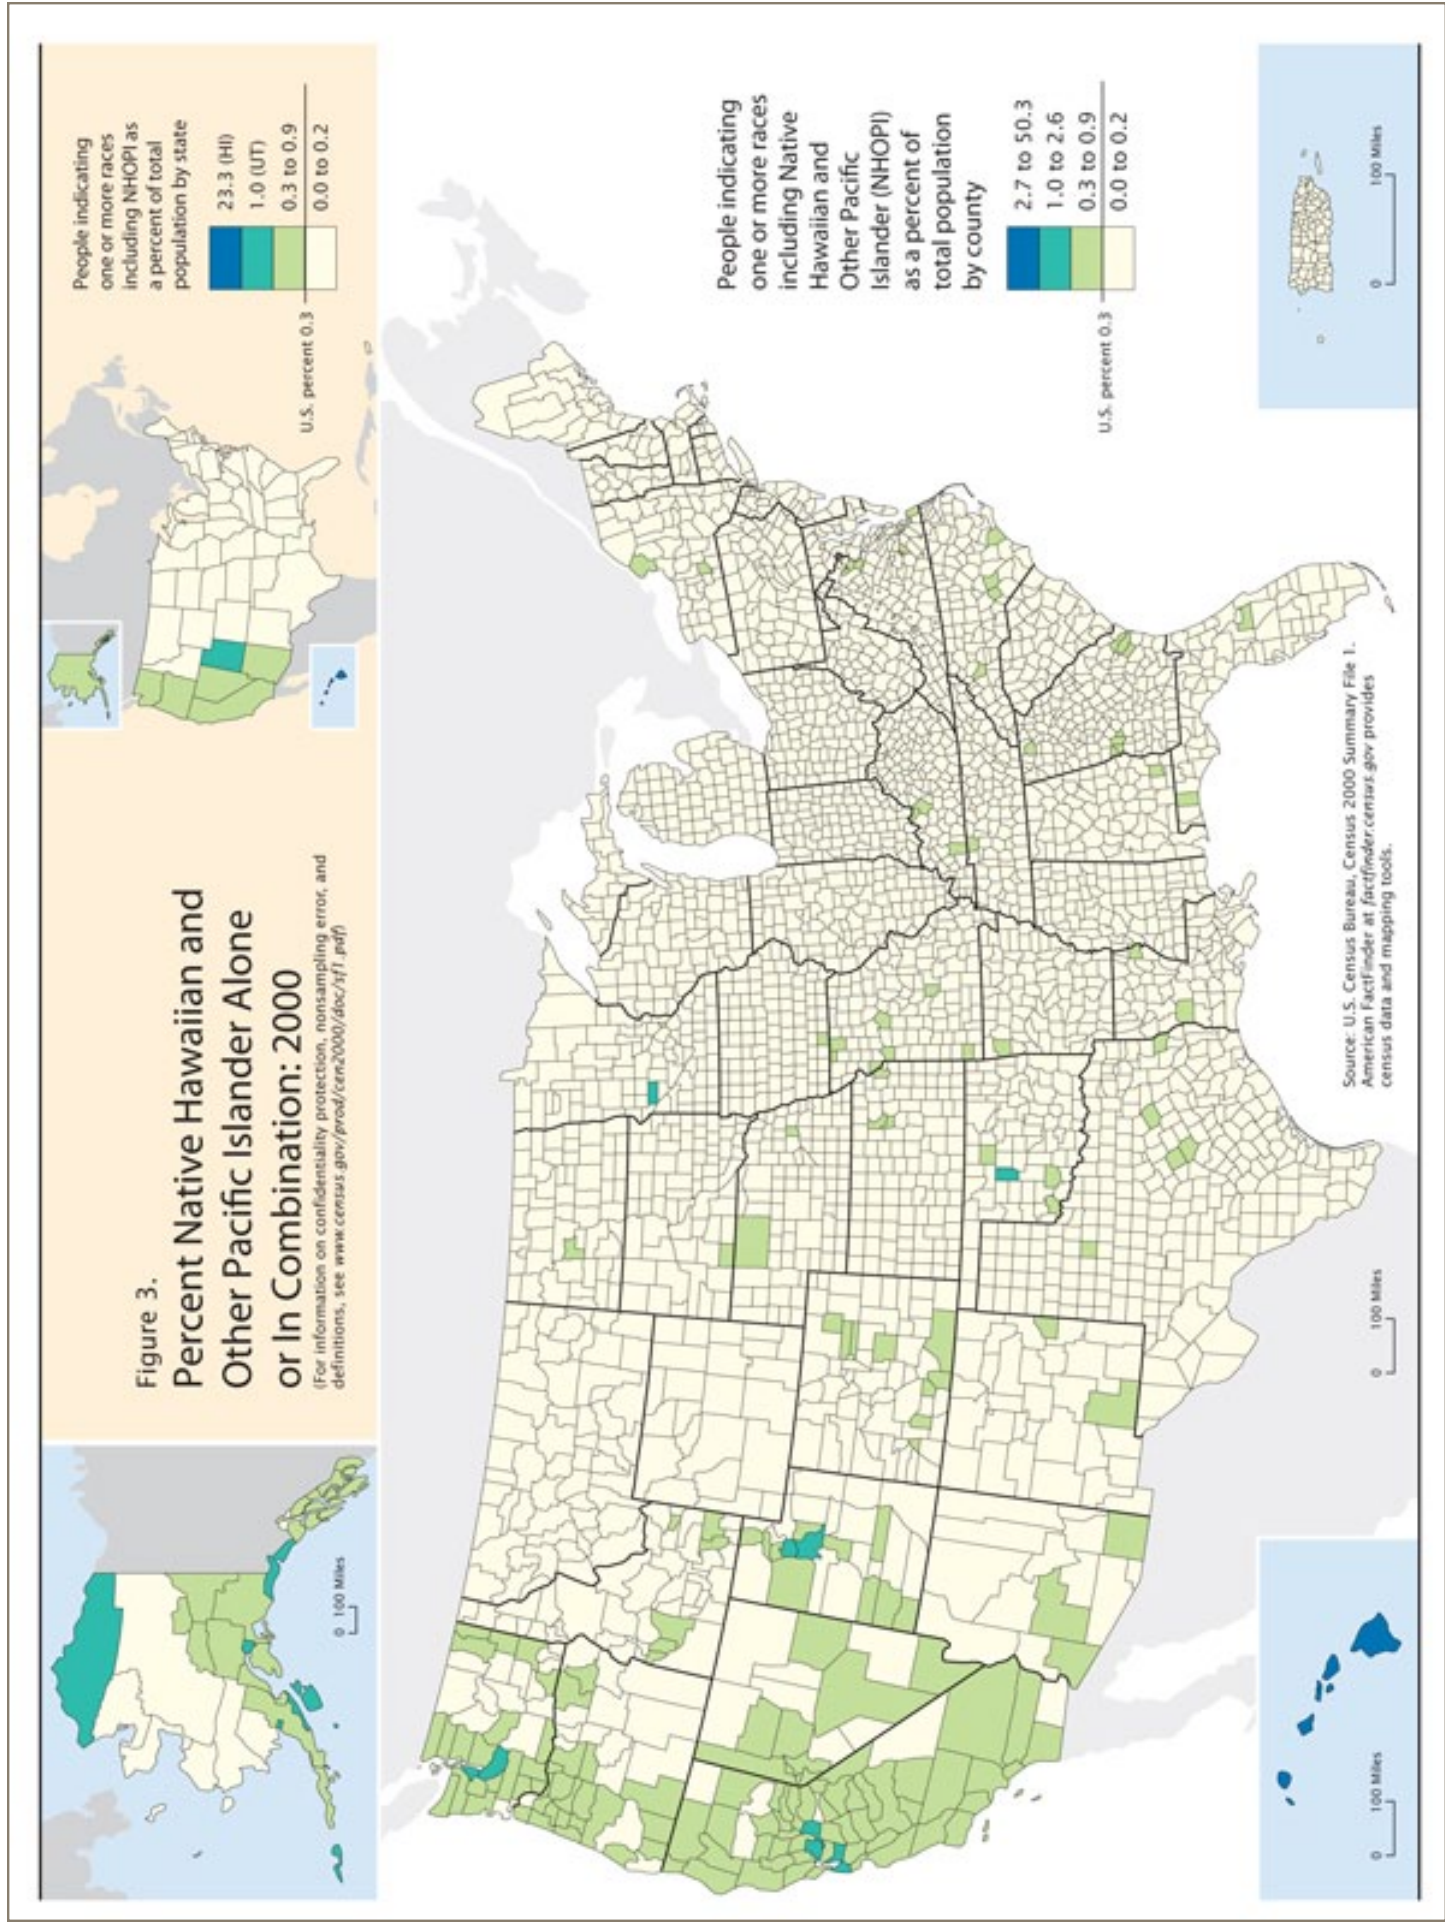 Figure 3.
Percent Native Hawaiian and
Other Pacific Islander Alone
or In Combination: 2000
(For information on confidentiality protection, nonsampling error, and
definitions, see www.census.gov/prod/cen2000/doc/sf1.pdf)
People indicating
one or more races
including NHOPI as
a percent of total
population by state
23.3 (HI)
1.0 (UT)
0.3 to 0.9
U.S. percent 0.3
0.0 to 0.2
0 100 Miles
People indicating
one or more races
including Native
Hawaiian and
Other Pacific
Islander (NHOPI)
as a percent of
total population
by county
2.7 to 50.3
1.0 to 2.6
0.3 to 0.9
U.S. percent 0.3
0.0 to 0.2
0 100 Miles
0 100 Miles
Source: U.S. Census Bureau, Census 2000 Summary File 1.
American FactFinder at factfinder.census.gov provides
census data and mapping tools.
0 100 Miles